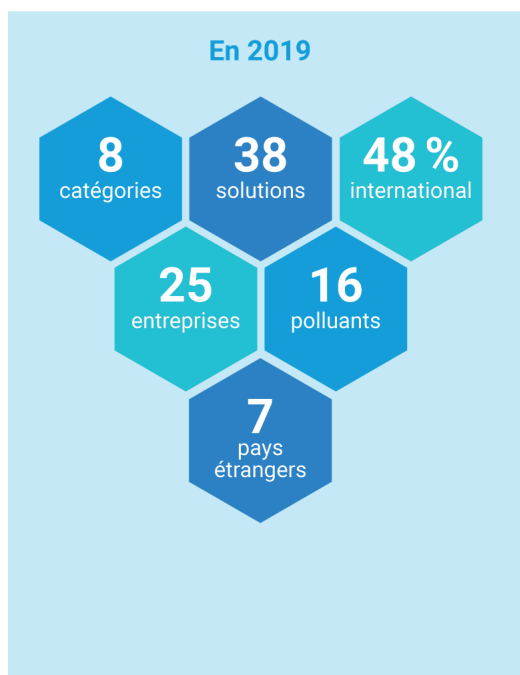 En 2019
8
catégories
38
solutions
48 %
international
25
entreprises
16
polluants
7
pays
étrangers